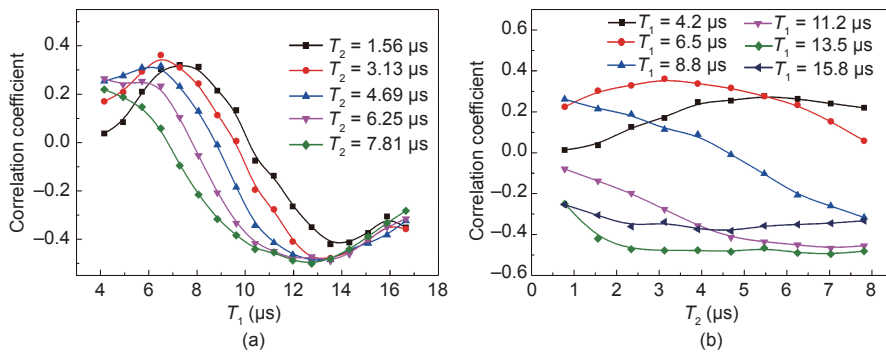 0.4
0.2
0.0
–0.2
–0.4
Correlation coefficient
T2 = 1.56 μs
T2 = 3.13 μs
T2 = 4.69 μs
T2 = 6.25 μs
T2 = 7.81 μs
4 6 8 10 12 14 16 18
T1 (μs)
(a)
0.6
0.4
0.2
0.0
–0.2
–0.4
–0.6
Correlation coefficient
T1 = 4.2 μs
T1 = 6.5 μs
T1 = 8.8 μs
T1 = 11.2 μs
T1 = 13.5 μs
T1 = 15.8 μs
0 1 2 3 4 5 6 7 8
T2 (μs)
(b)